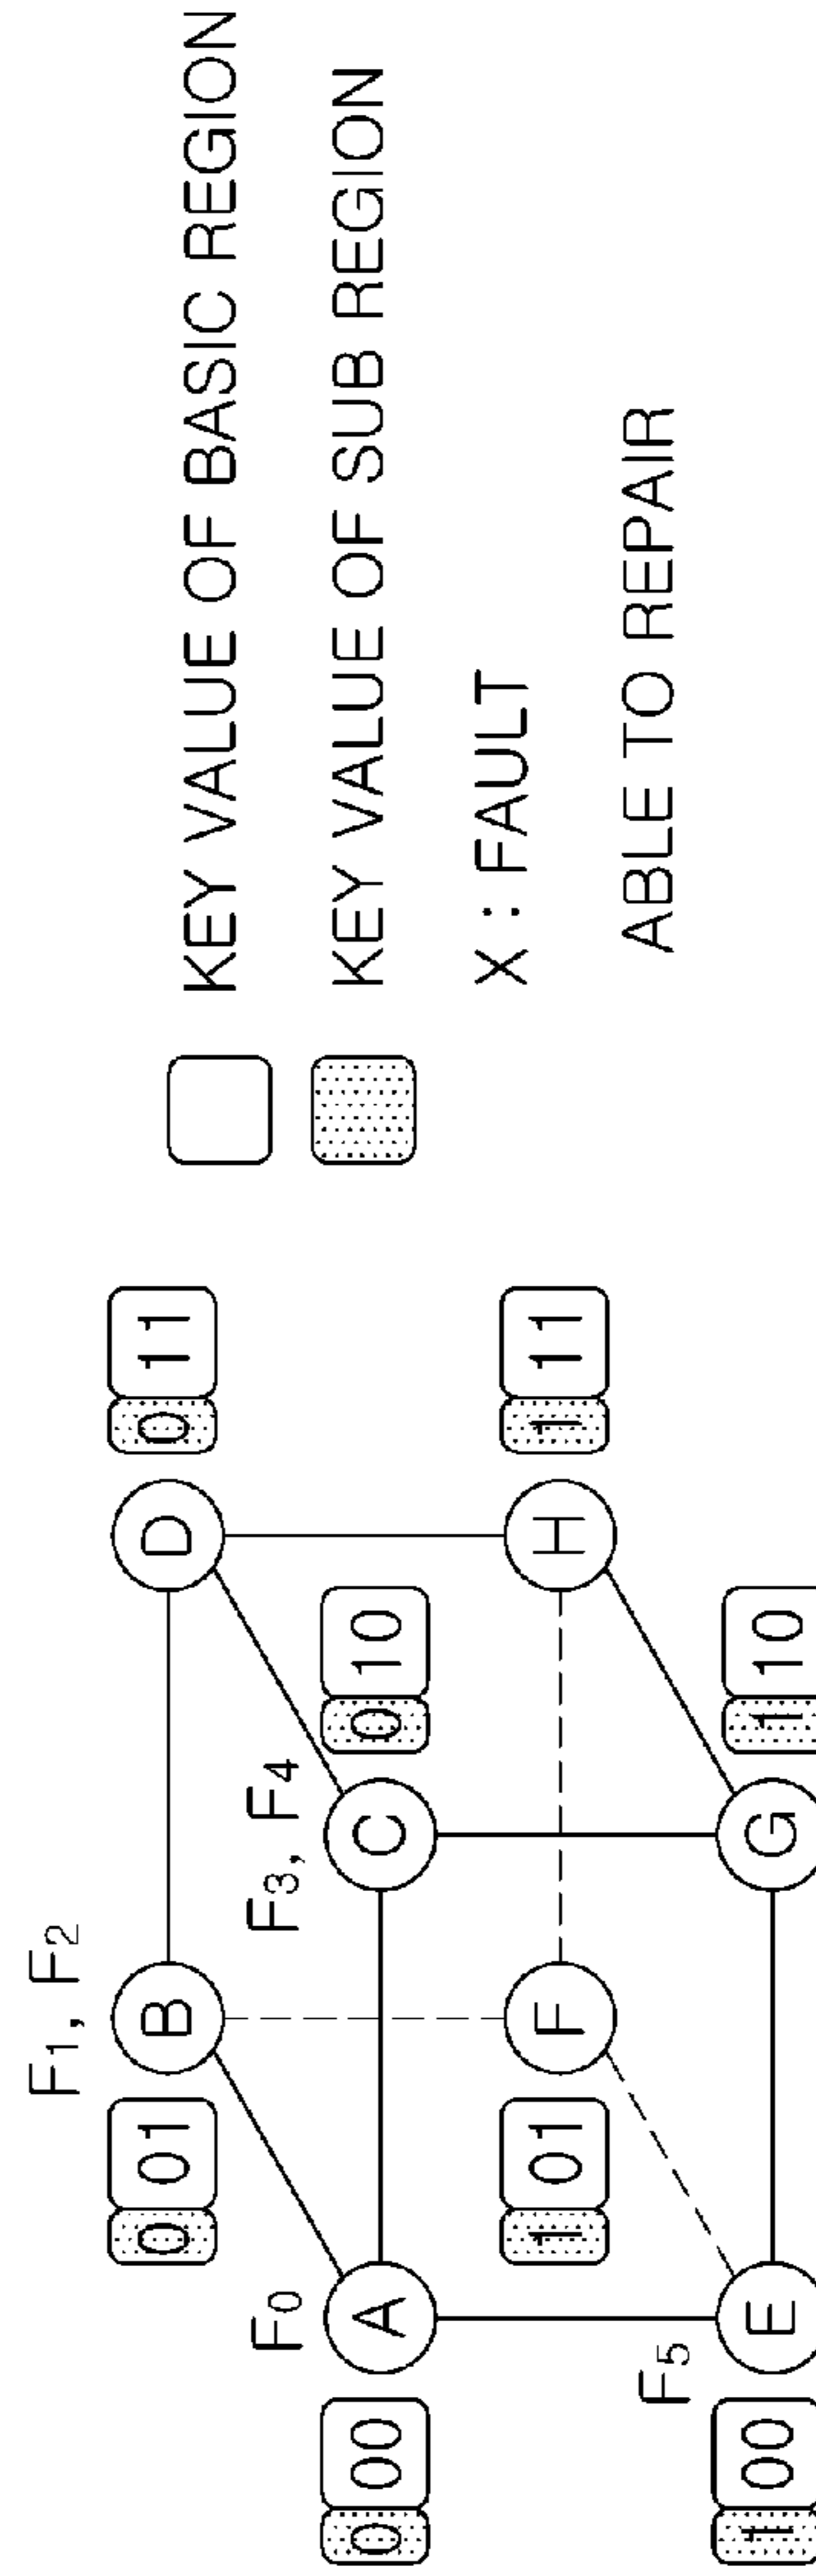 F1, F2
0 01
B
D
0 11
F0
F3, F4
0 00
A
C
0 10
1 01
F
H
1 11
F5
1 00
E
G
1 10
KEY VALUE OF BASIC REGION
KEY VALUE OF SUB REGION
X : FAULT
ABLE TO REPAIR